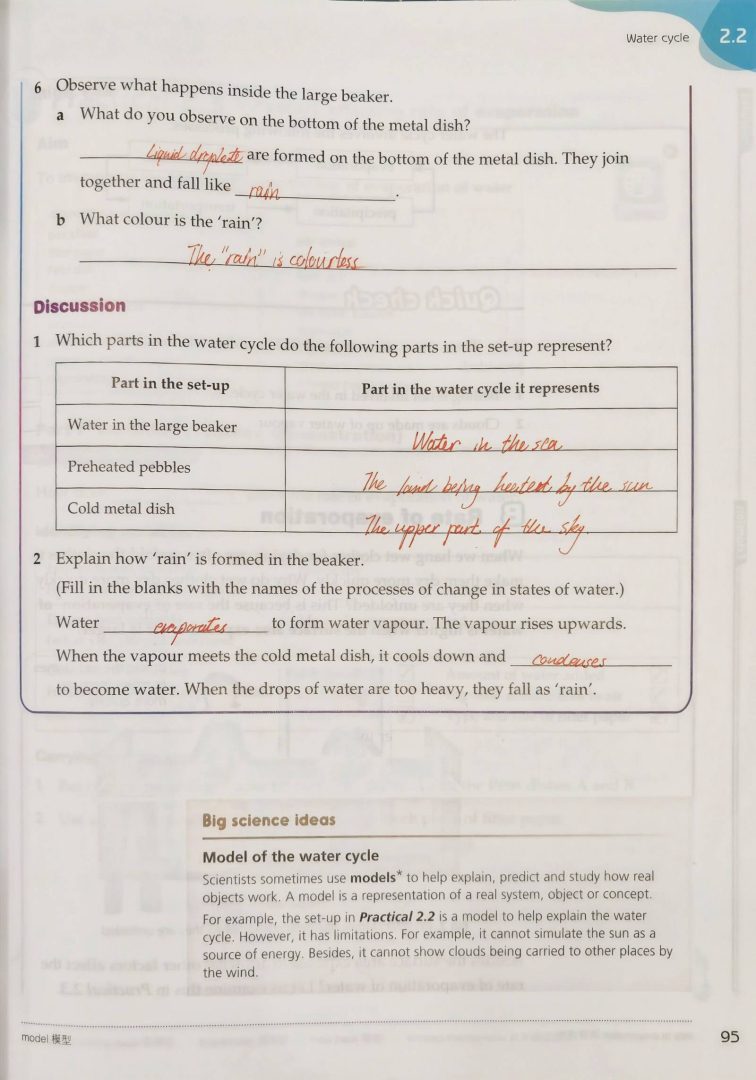 Water cycle 2.2
6 Observe what happens inside the large beaker.
a What do you observe on the bottom of the metal dish?
Liquid droplets are formed on the bottom of the metal dish. They join
together and fall like rain.
b What colour is the 'rain'?
The "rain" is colourless
Discussion
1 Which parts in the water cycle do the following parts in the set-up represent?
Part in the set-up Part in the water cycle it represents
Water in the large beaker Water in the sea
Preheated pebbles The land being heated by the sun
Cold metal dish The upper part of the sky.
2 Explain how 'rain' is formed in the beaker.
(Fill in the blanks with the names of the processes of change in states of water.)
Water evaporates to form water vapour. The vapour rises upwards.
When the vapour meets the cold metal dish, it cools down and condenses
to become water. When the drops of water are too heavy, they fall as 'rain'.
Big science ideas
Model of the water cycle
Scientists sometimes use models* to help explain, predict and study how real
objects work. A model is a representation of a real system, object or concept.
For example, the set-up in Practical 2.2 is a model to help explain the water
cycle. However, it has limitations. For example, it cannot simulate the sun as a
source of energy. Besides, it cannot show clouds being carried to other places by
the wind.
model 模型
95